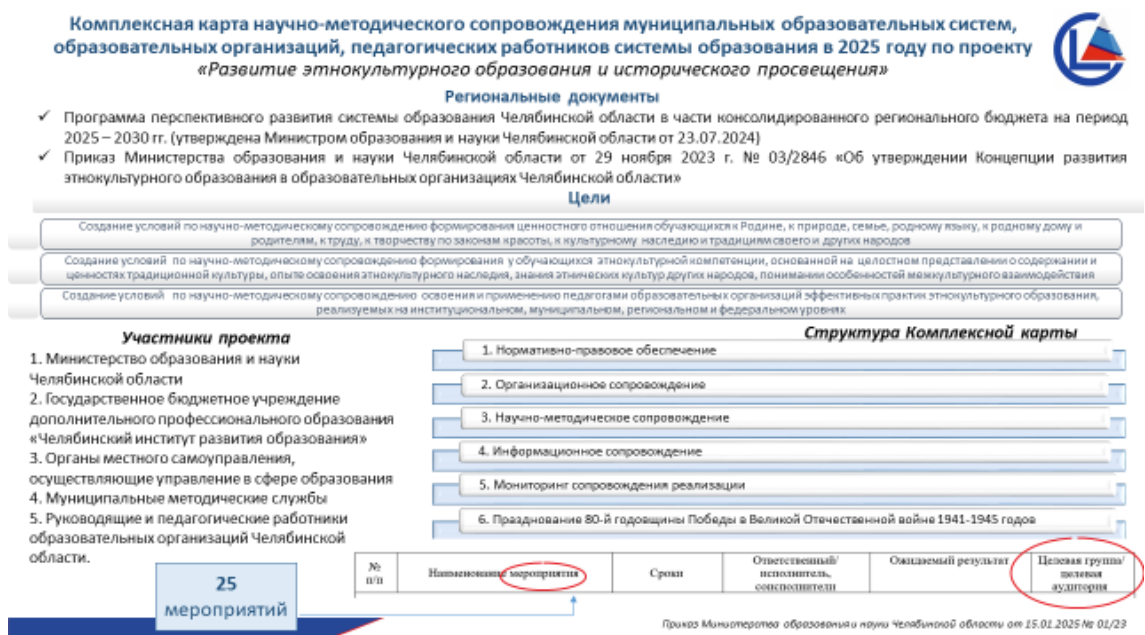 Комплексная карта научно-методического сопровождения муниципальных образовательных систем,
образовательных организаций, педагогических работников системы образования в 2025 году по проекту
«Развитие этнокультурного образования и исторического просвещения»
Региональные документы
✓ Программа перспективного развития системы образования Челябинской области в части консолидированного регионального бюджета на период
2025 – 2030 гг. (утверждена Министром образования и науки Челябинской области от 23.07.2024)
✓ Приказ Министерства образования и науки Челябинской области от 29 ноября 2023 г. № 03/2846 «Об утверждении Концепции развития
этнокультурного образования в образовательных организациях Челябинской области»
Цели
Создание условий по научно-методическому сопровождению формирования ценностного отношения обучающихся к Родине, к природе, семье, родному языку, к родному дому и
родителям, к труду, к творчеству по законам красоты, к культурному наследию и традициям своего и других народов
Создание условий по научно-методическому сопровождению формирования у обучающихся этнокультурной компетенции, основанной на целостном представлении о содержании и
ценностях традиционной культуры, опыте освоения этнокультурного наследия, знания этнических культур других народов, понимании особенностей межкультурного взаимодействия
Создание условий по научно-методическому сопровождению освоения и применению педагогами образовательных организаций эффективных практик этнокультурного образования,
реализуемых на институциональном, муниципальном, региональном и федеральном уровнях
Участники проекта
1. Министерство образования и науки
Челябинской области
2. Государственное бюджетное учреждение
дополнительного профессионального образования
«Челябинский институт развития образования»
3. Органы местного самоуправления,
осуществляющие управление в сфере образования
4. Муниципальные методические службы
5. Руководящие и педагогические работники
образовательных организаций Челябинской
области.
25
мероприятий
Структура Комплексной карты
1. Нормативно-правовое обеспечение
2. Организационное сопровождение
3. Научно-методическое сопровождение
4. Информационное сопровождение
5. Мониторинг сопровождения реализации
6. Празднование 80-й годовщины Победы в Великой Отечественной войне 1941-1945 годов
№ п/п
Наименование мероприятия
Сроки
Ответственный/
исполнитель,
соисполнители
Ожидаемый результат
Целевая группа/
целевая
аудитория
Приказ Министерства образования и науки Челябинской области от 15.01.2025 № 01/23